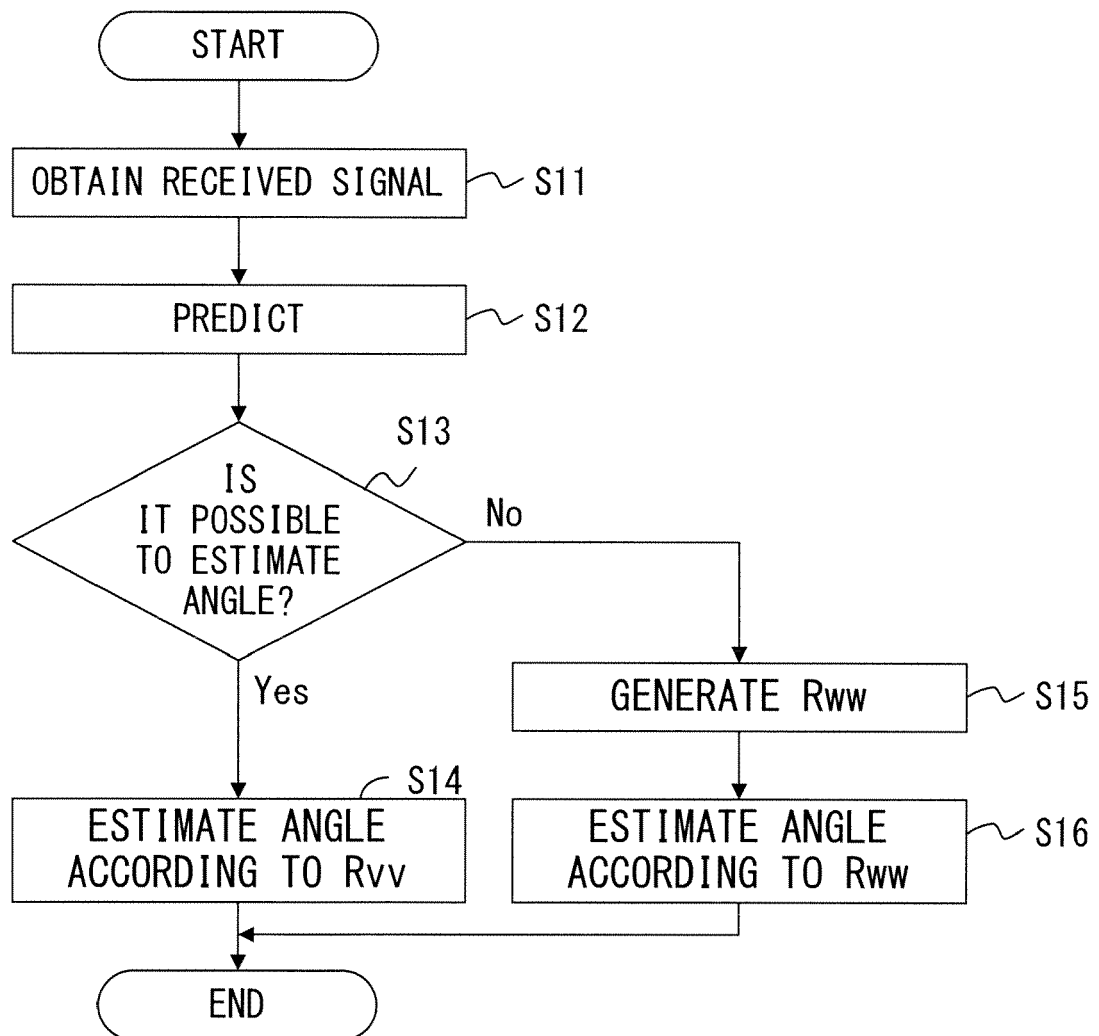 START
OBTAIN RECEIVED SIGNAL
S11
PREDICT
S12
S13
IS
IT POSSIBLE
TO ESTIMATE
ANGLE?
No
Yes
GENERATE Rww
S15
S14
ESTIMATE ANGLE
ACCORDING TO Rvv
ESTIMATE ANGLE
ACCORDING TO Rww
S16
END